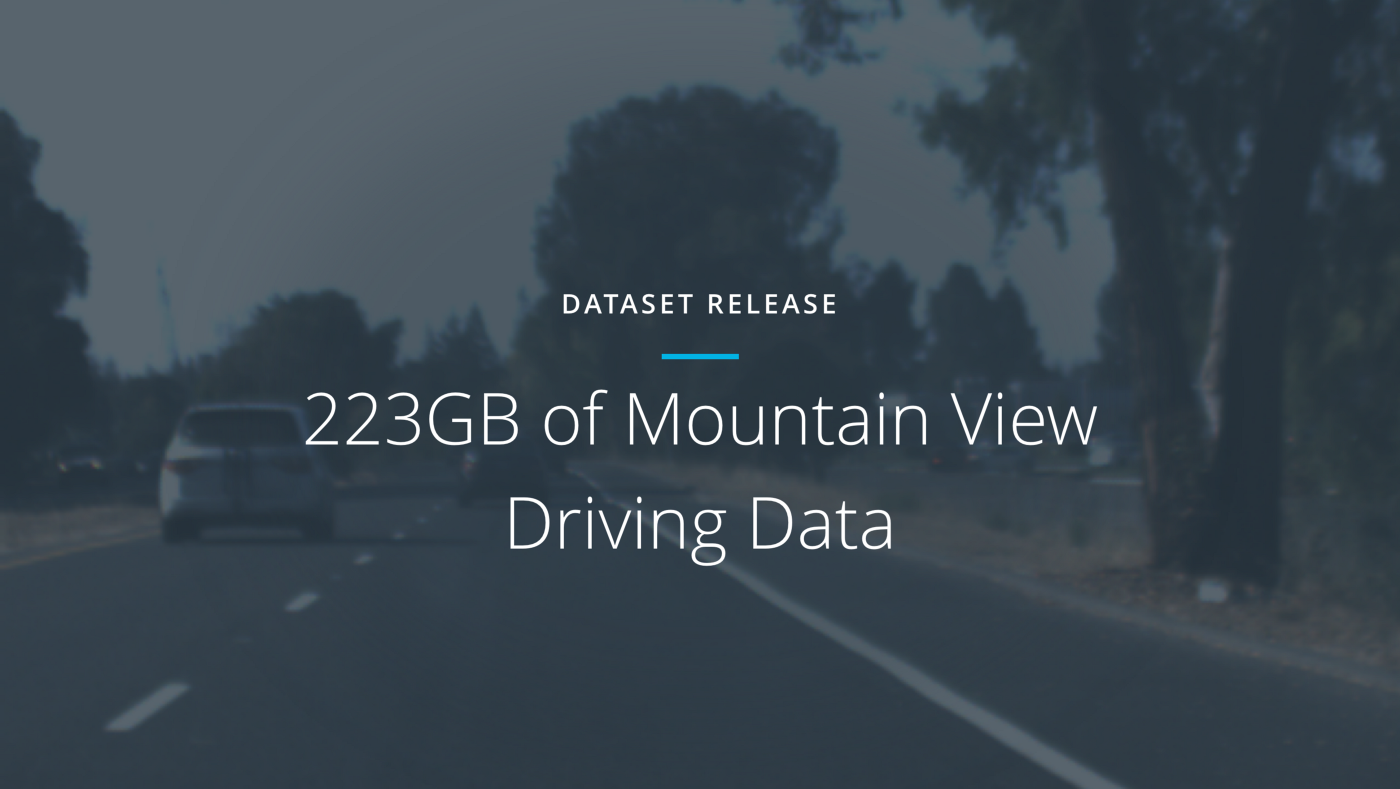 DATASET RELEASE
223GB of Mountain View
Driving Data